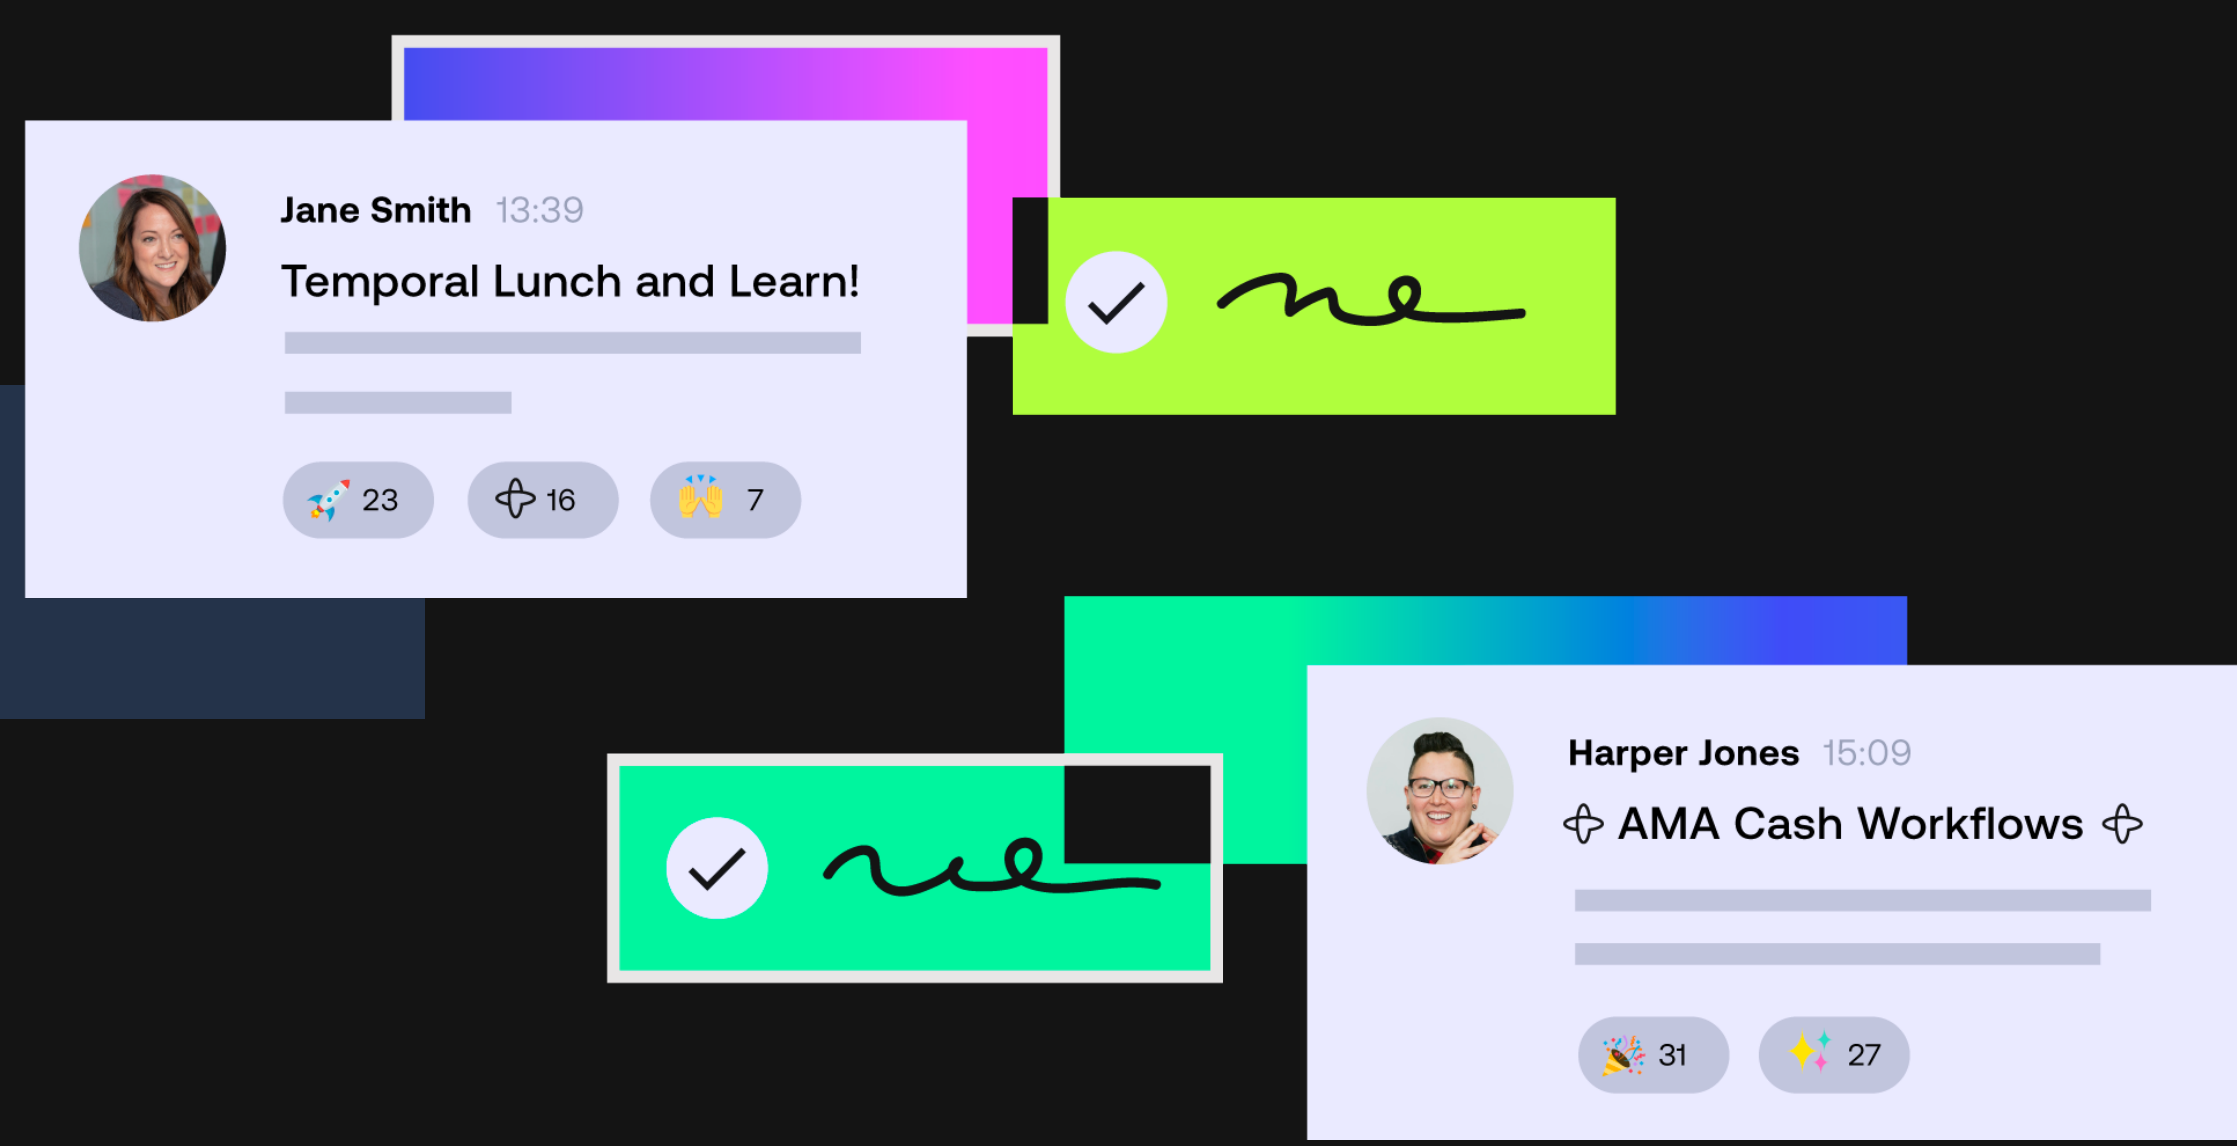 Jane Smith 13:39
Temporal Lunch and Learn!
🚀 23 16 🙌 7
Harper Jones 15:09
AMA Cash Workflows
🎉 31 ✨ 27